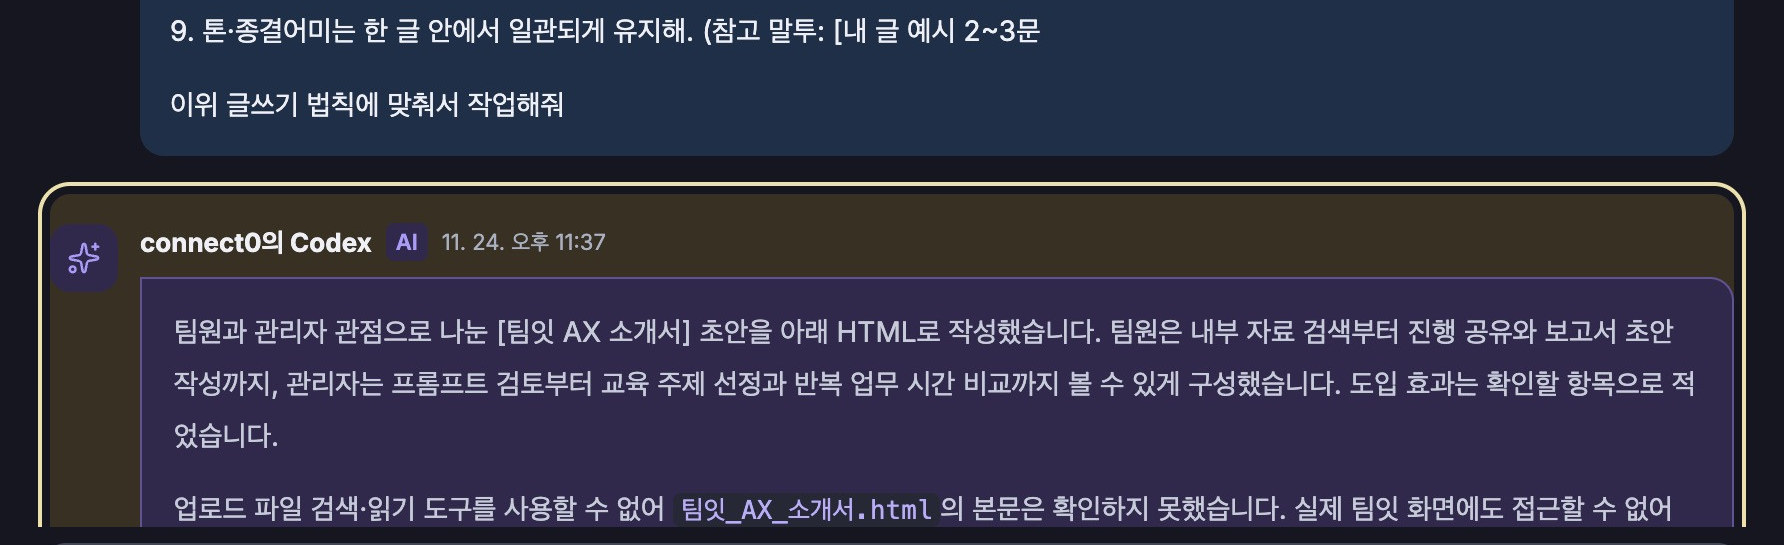 9. 톤·종결어미는 한 글 안에서 일관되게 유지해. (참고 말투: [내 글 예시 2~3문
이위 글쓰기 법칙에 맞춰서 작업해줘
connect0의 Codex AI 11. 24. 오후 11:37
팀원과 관리자 관점으로 나눈 [팀잇 AX 소개서] 초안을 아래 HTML로 작성했습니다. 팀원은 내부 자료 검색부터 진행 공유와 보고서 초안
작성까지, 관리자는 프롬프트 검토부터 교육 주제 선정과 반복 업무 시간 비교까지 볼 수 있게 구성했습니다. 도입 효과는 확인할 항목으로 적
었습니다.
업로드 파일 검색·읽기 도구를 사용할 수 없어 팀잇_AX_소개서.html의 본문은 확인하지 못했습니다. 실제 팀잇 화면에도 접근할 수 없어